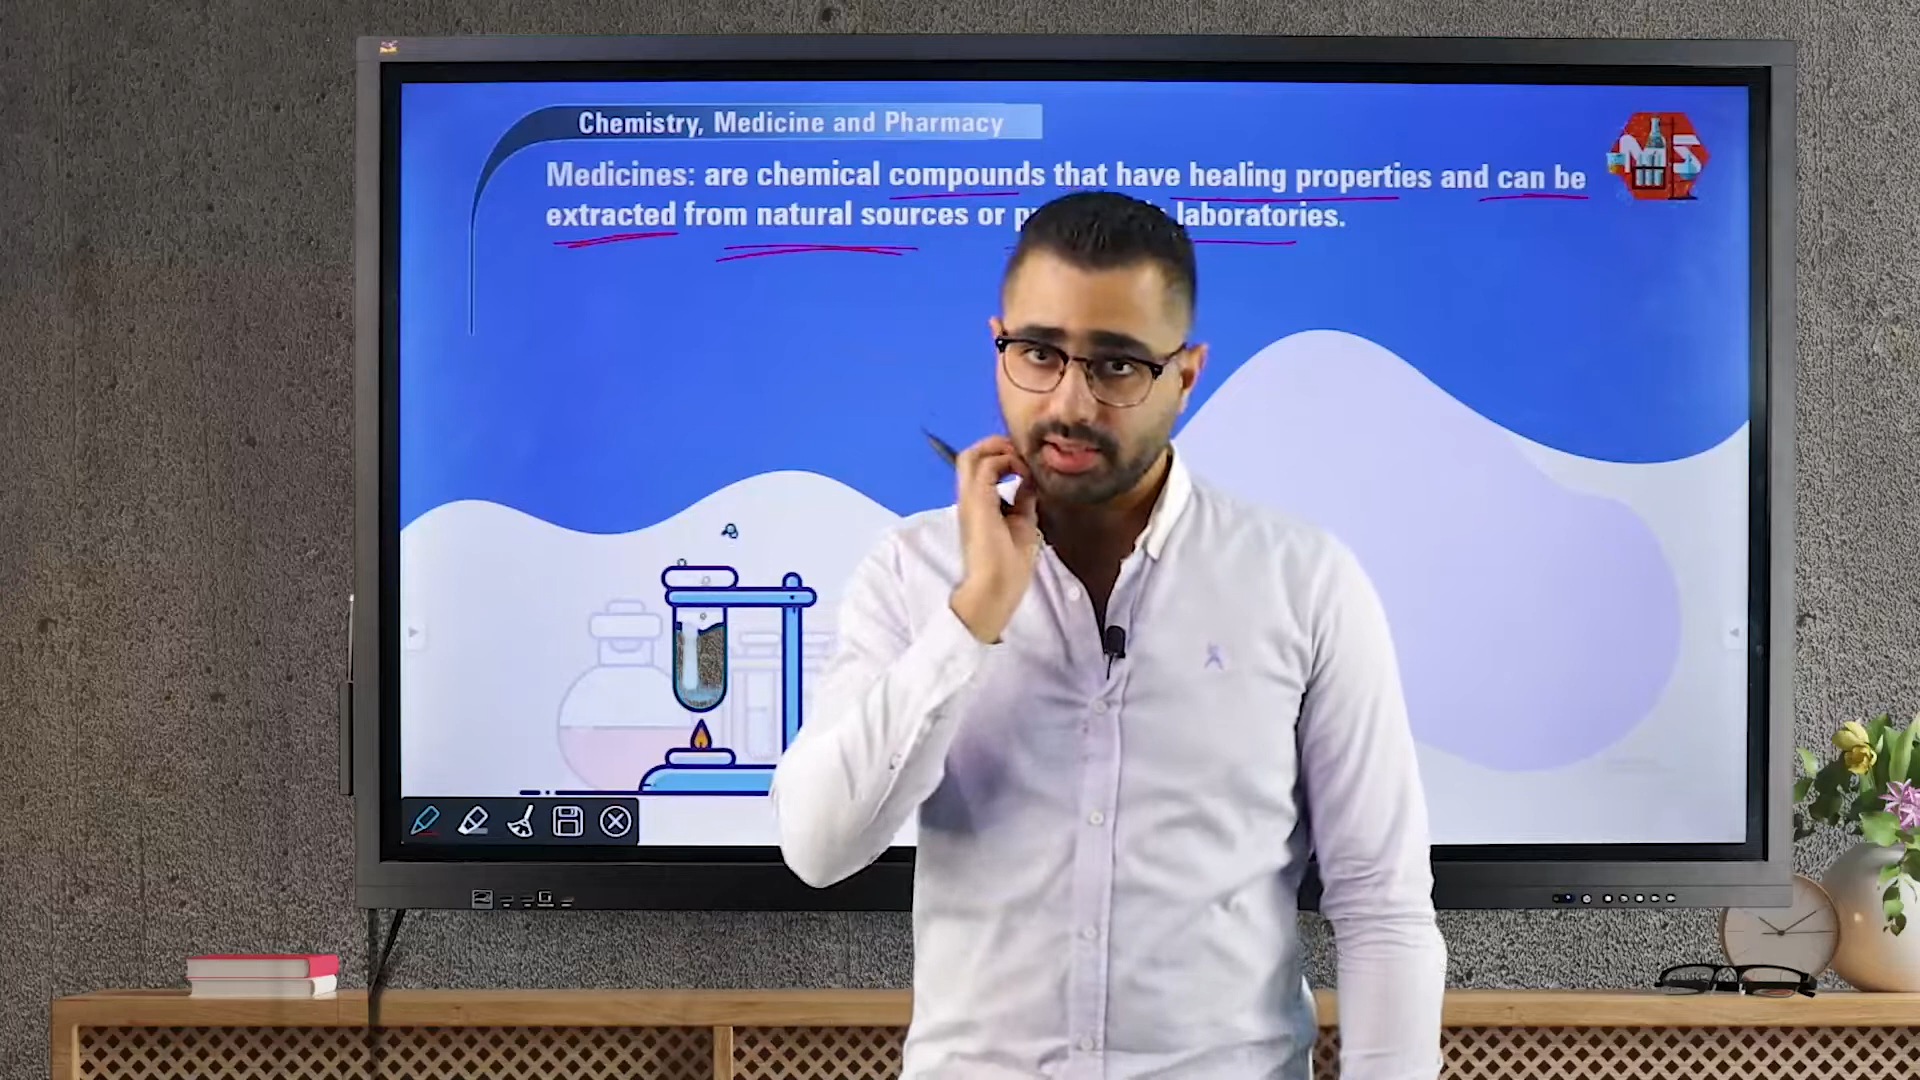 Chemistry, Medicine and Pharmacy
MS
Medicines: are chemical compounds that have healing properties and can be
extracted from natural sources or laboratories.